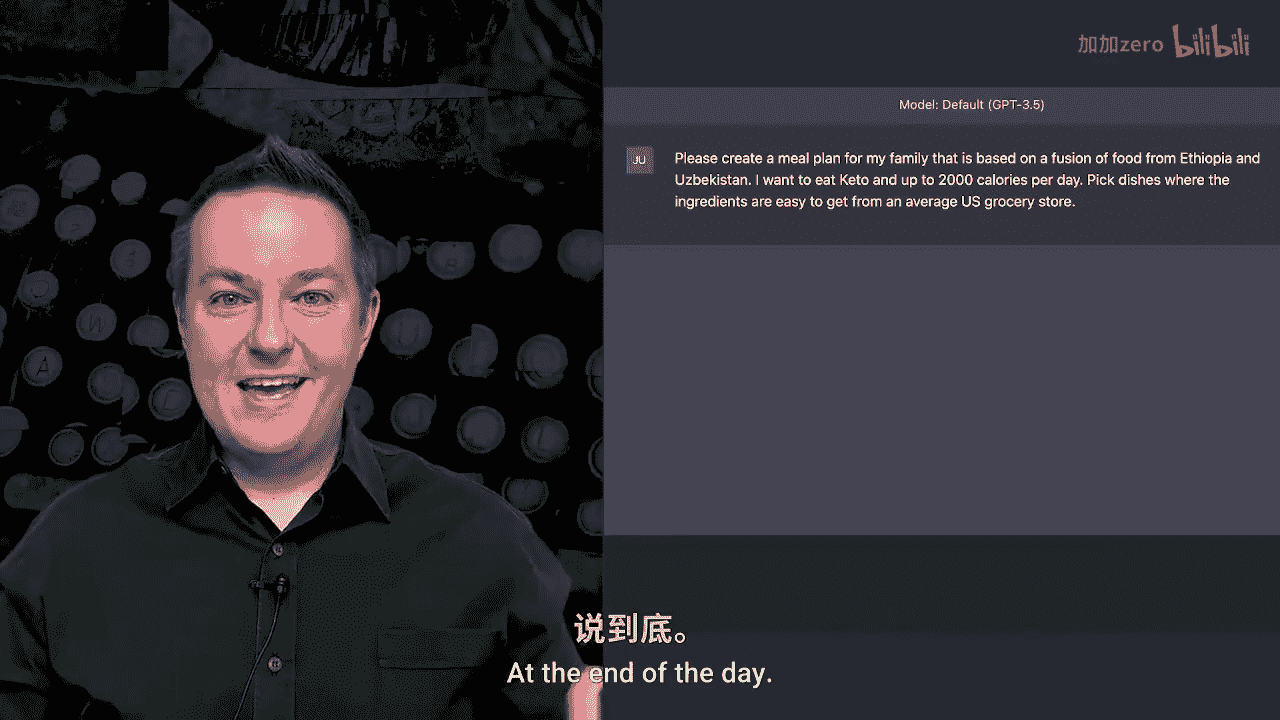 加加zero bilibili
Model: Default (GPT-3.5)
JU
Please create a meal plan for my family that is based on a fusion of food from Ethiopia and
Uzbekistan. I want to eat Keto and up to 2000 calories per day. Pick dishes where the
ingredients are easy to get from an average US grocery store.
说到底。
At the end of the day.